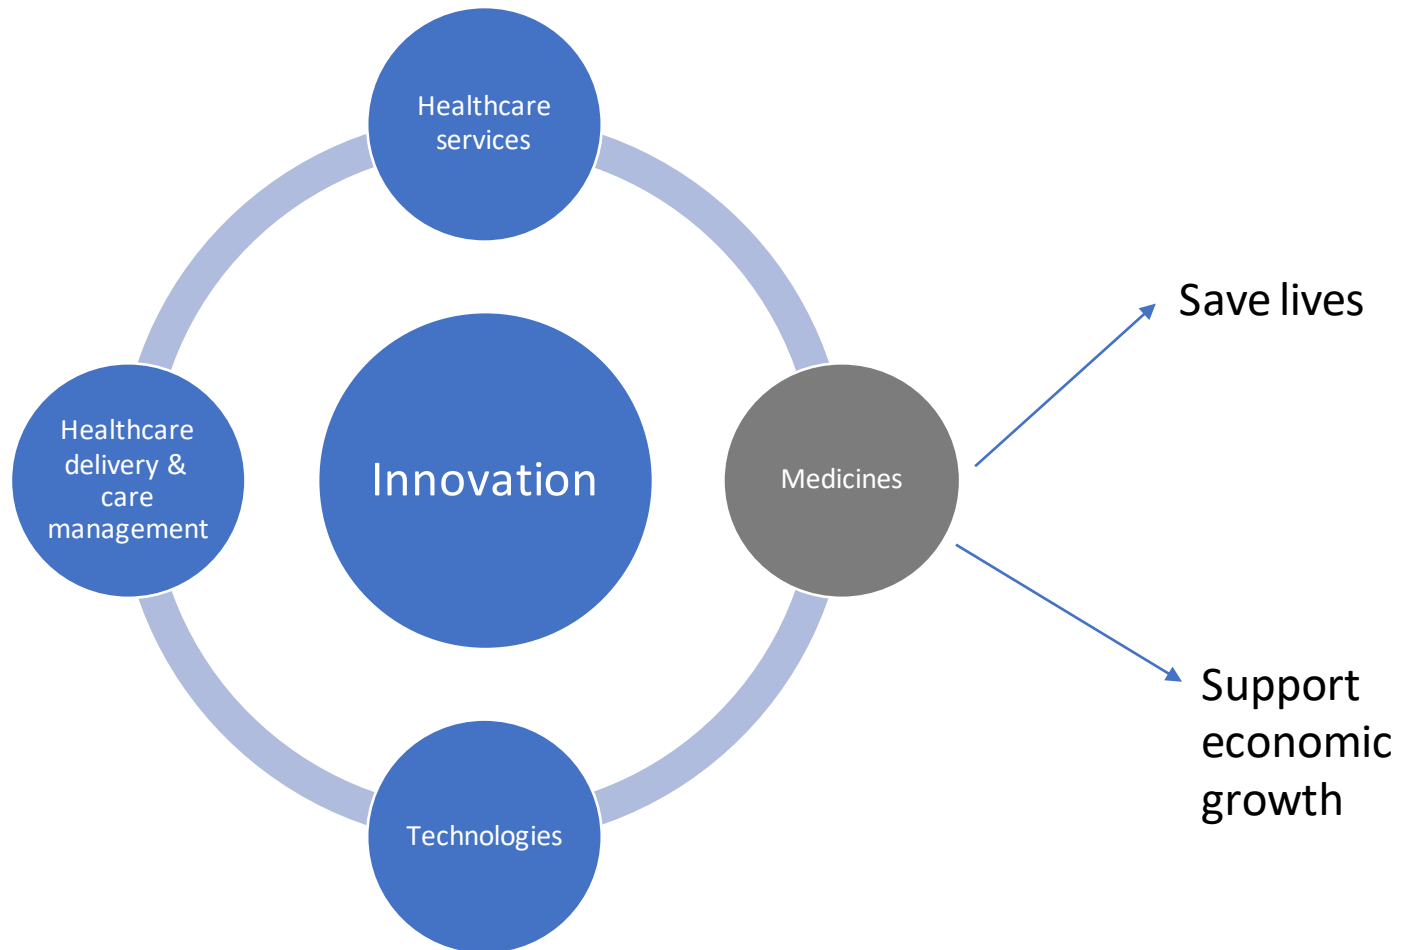 Healthcare
services
Save lives
Healthcare
delivery &
care
management
Innovation
Medicines
Support
economic
growth
Technologies